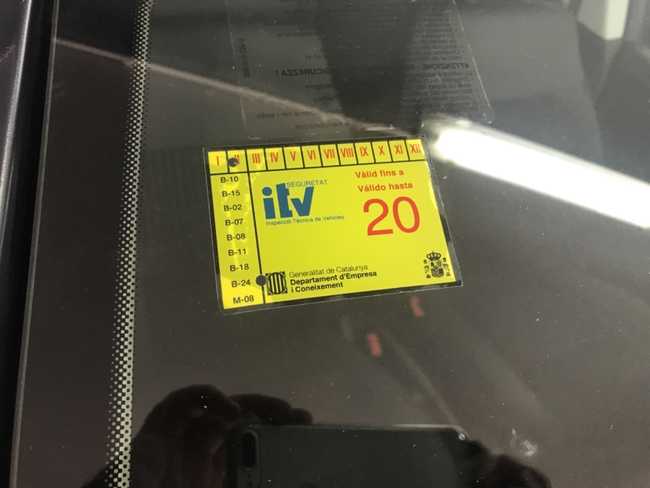 I II III IV V VI VII VIII IX X XI XII
B-10
B-15
B-02
B-07
B-08
B-11
B-18
B-24
M-08
SEGURETAT
itv
Inspecció Tècnica de Vehicles
Vàlid fins a
Válido hasta
20
Generalitat de Catalunya
Departament d'Empresa
i Coneixement
ATTENZIONE